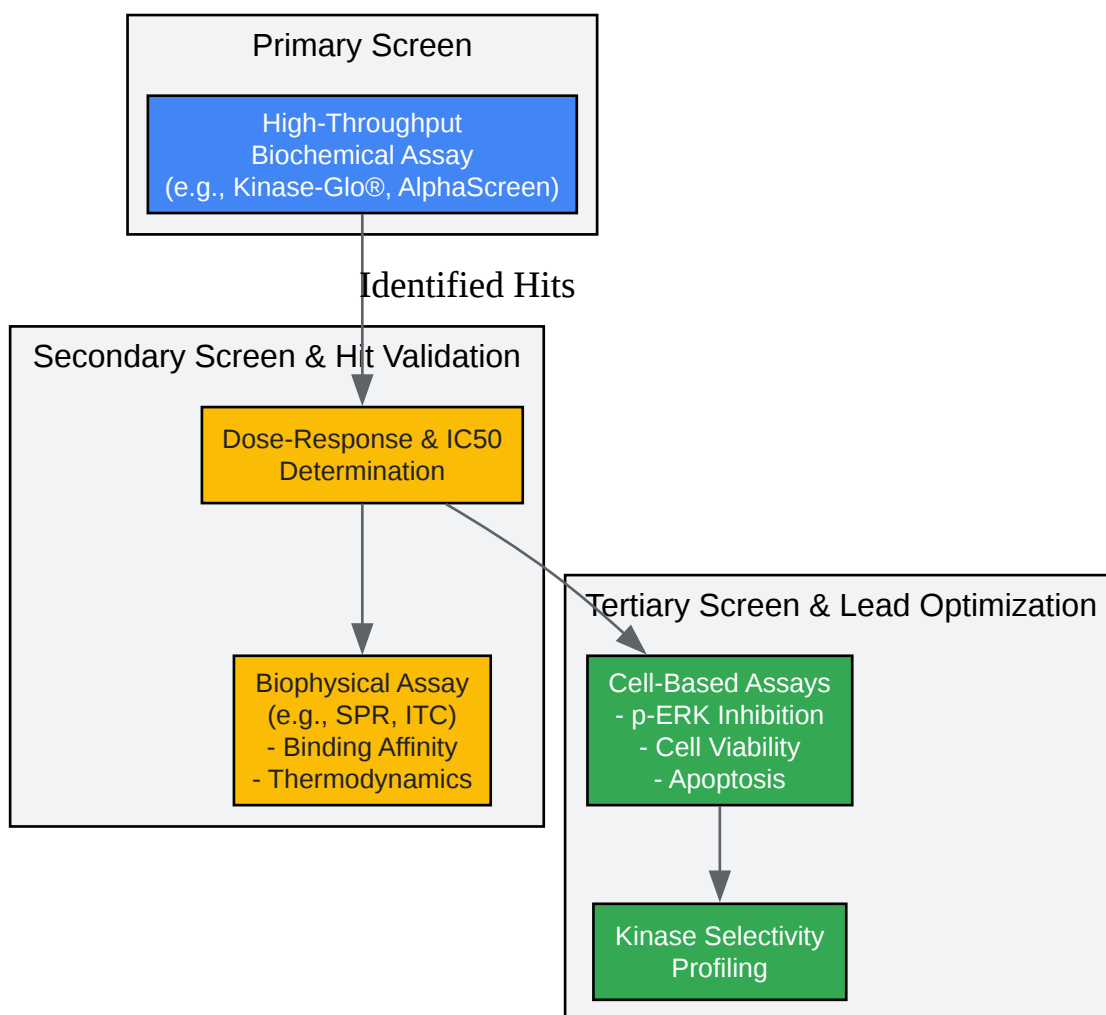 Primary Screen
High-Throughput
Biochemical Assay
(e.g., Kinase-Glo®, AlphaScreen)
Identified Hits
Secondary Screen & Hit Validation
Dose-Response & IC50
Determination
Biophysical Assay
(e.g., SPR, ITC)
- Binding Affinity
- Thermodynamics
Tertiary Screen & Lead Optimization
Cell-Based Assays
- p-ERK Inhibition
- Cell Viability
- Apoptosis
Kinase Selectivity
Profiling